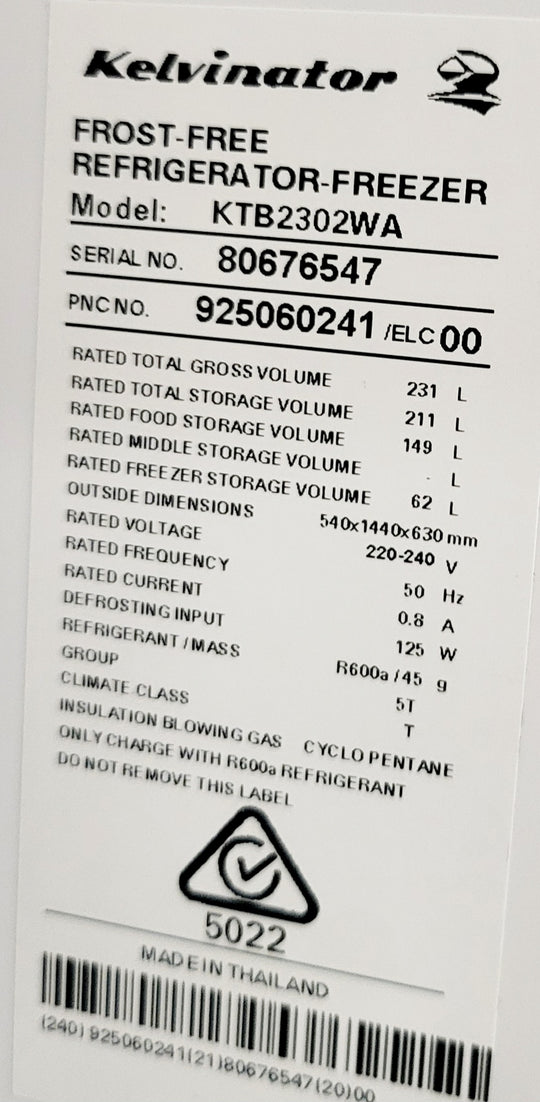 Kelvinator
FROST-FREE
REFRIGERATOR-FREEZER
Model: KTB2302WA
SERIAL NO. 80676547
PNC NO. 925060241 /ELC 00
RATED TOTAL GROSS VOLUME 231 L
RATED TOTAL STORAGE VOLUME 211 L
RATED FOOD STORAGE VOLUME 149 L
RATED MIDDLE STORAGE VOLUME - L
RATED FREEZER STORAGE VOLUME 62 L
OUTSIDE DIMENSIONS 540x1440x630 mm
RATED VOLTAGE 220-240 V
RATED FREQUENCY 50 Hz
RATED CURRENT 0.8 A
DEFROSTING INPUT 125 W
REFRIGERANT / MASS R600a / 45 g
GROUP 5T
CLIMATE CLASS T
INSULATION BLOWING GAS CYCLO PENTANE
ONLY CHARGE WITH R600a REFRIGERANT
DO NOT REMOVE THIS LABEL
5022
MADE IN THAILAND
(240)925060241(21)80676547(20)00